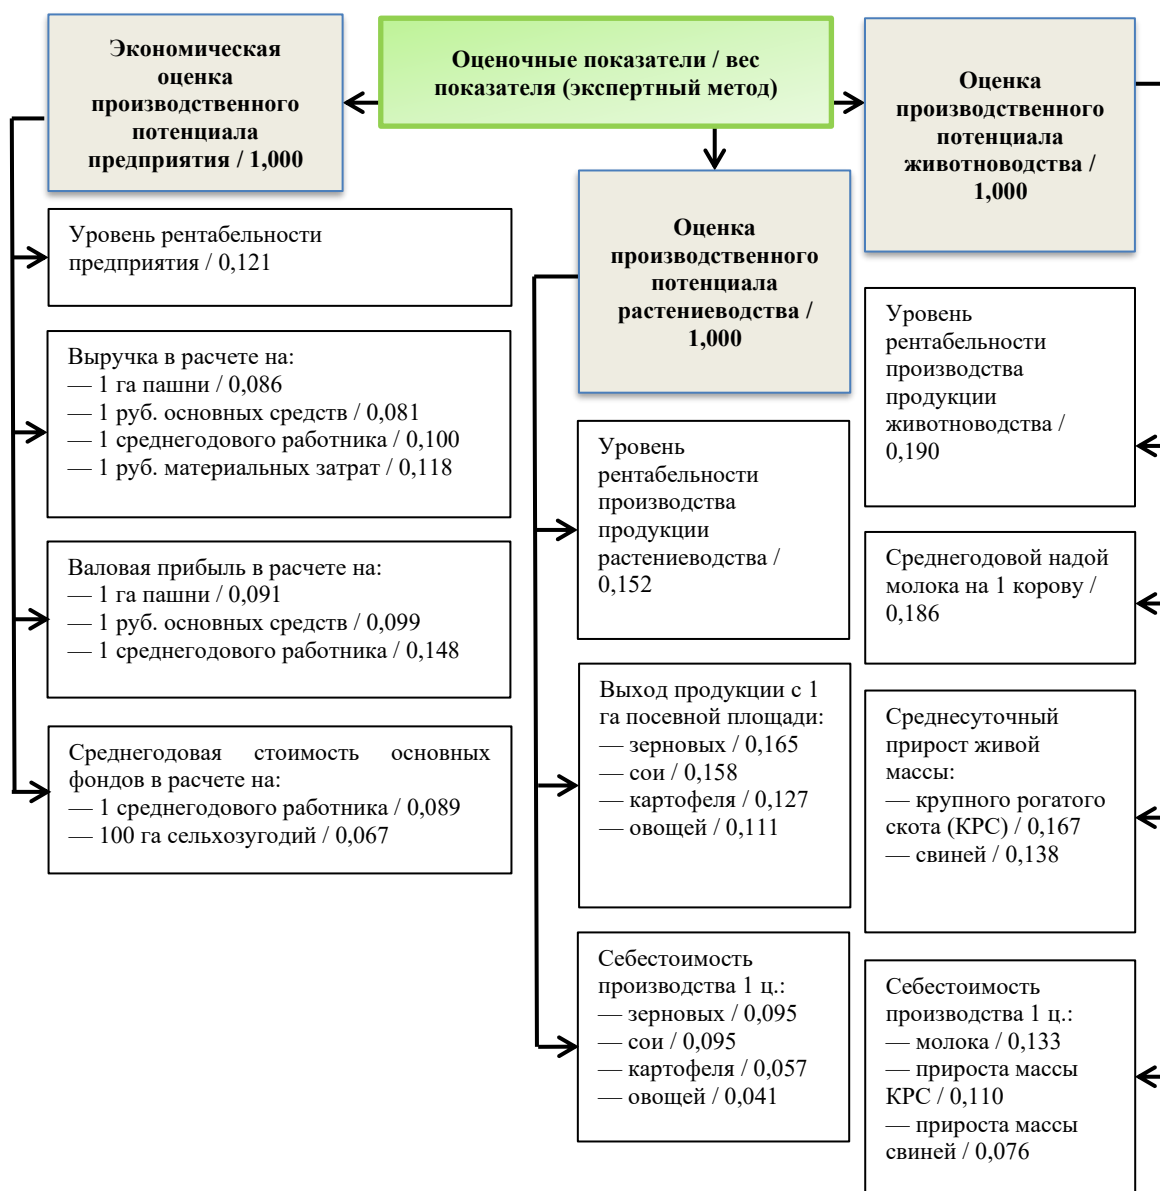 Оценочные показатели / вес
показателя (экспертный метод)
Экономическая
оценка
производственного
потенциала
предприятия / 1,000
Уровень рентабельности
предприятия / 0,121
Выручка в расчете на:
— 1 га пашни / 0,086
— 1 руб. основных средств / 0,081
— 1 среднегодового работника / 0,100
— 1 руб. материальных затрат / 0,118
Валовая прибыль в расчете на:
— 1 га пашни / 0,091
— 1 руб. основных средств / 0,099
— 1 среднегодового работника / 0,148
Среднегодовая стоимость основных
фондов в расчете на:
— 1 среднегодового работника / 0,089
— 100 га сельхозугодий / 0,067
Оценка
производственного
потенциала
растениеводства /
1,000
Уровень
рентабельности
производства
продукции
растениеводства /
0,152
Выход продукции с 1
га посевной площади:
— зерновых / 0,165
— сои / 0,158
— картофеля / 0,127
— овощей / 0,111
Себестоимость
производства 1 ц.:
— зерновых / 0,095
— сои / 0,095
— картофеля / 0,057
— овощей / 0,041
Оценка
производственного
потенциала
животноводства /
1,000
Уровень
рентабельности
производства
продукции
животноводства /
0,190
Среднегодовой надой
молока на 1 корову /
0,186
Среднесуточный
прирост живой
массы:
— крупного рогатого
скота (КРС) / 0,167
— свиней / 0,138
Себестоимость
производства 1 ц.:
— молока / 0,133
— прироста массы
КРС / 0,110
— прироста массы
свиней / 0,076